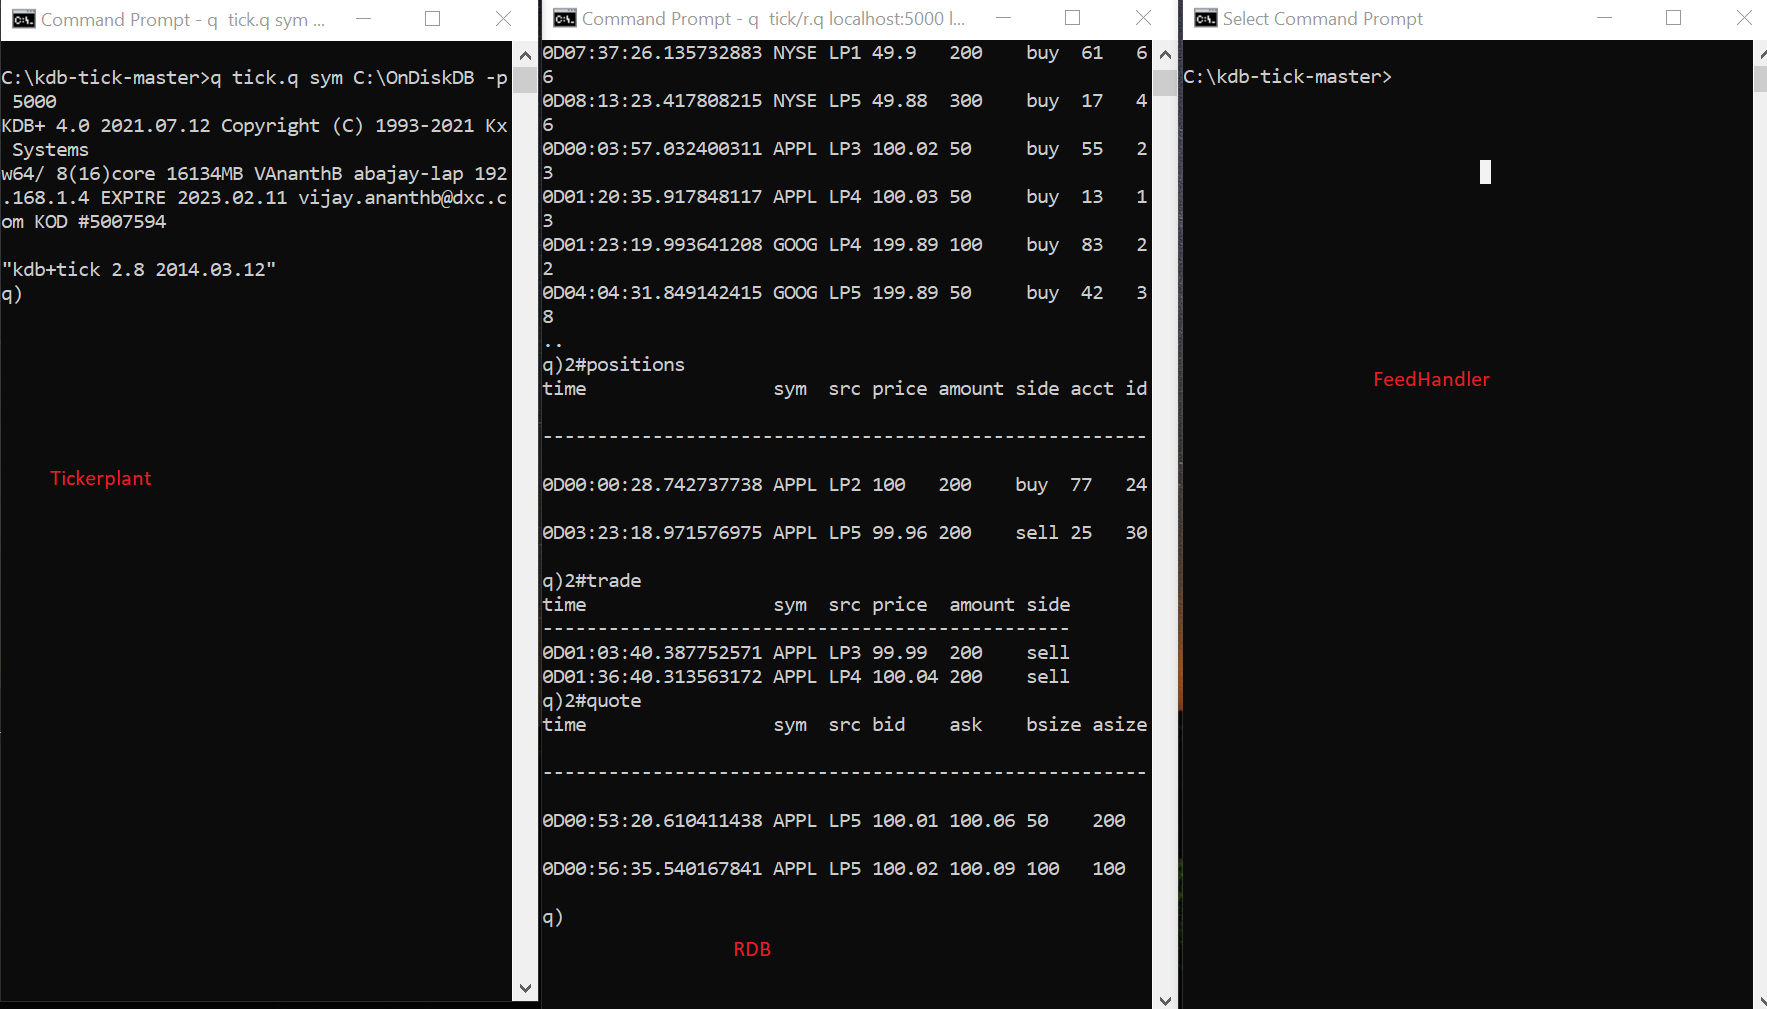 Command Prompt - q  tick.q sym ...
C:\kdb-tick-master>q tick.q sym C:\OnDiskDB -p
 5000
KDB+ 4.0 2021.07.12 Copyright (C) 1993-2021 Kx
 Systems
w64/ 8(16)core 16134MB VAnanthB abajay-lap 192
.168.1.4 EXPIRE 2023.02.11 vijay.ananthb@dxc.c
om KOD #5007594
"kdb+tick 2.8 2014.03.12"
q)
Tickerplant
Command Prompt - q  tick/r.q localhost:5000 l...
0D07:37:26.135732883 NYSE LP1 49.9   200    buy  61   6
6
0D08:13:23.417808215 NYSE LP5 49.88  300    buy  17   4
6
0D00:03:57.032400311 APPL LP3 100.02 50     buy  55   2
3
0D01:20:35.917848117 APPL LP4 100.03 50     buy  13   1
3
0D01:23:19.993641208 GOOG LP4 199.89 100    buy  83   2
2
0D04:04:31.849142415 GOOG LP5 199.89 50     buy  42   3
8
..
q)2#positions
time                 sym  src price amount side acct id
-------------------------------------------------------
0D00:00:28.742737738 APPL LP2 100   200    buy  77   24
0D03:23:18.971576975 APPL LP5 99.96 200    sell 25   30
q)2#trade
time                 sym  src price  amount side
------------------------------------------------
0D01:03:40.387752571 APPL LP3 99.99  200    sell
0D01:36:40.313563172 APPL LP4 100.04 200    sell
q)2#quote
time                 sym  src bid    ask    bsize asize
-------------------------------------------------------
0D00:53:20.610411438 APPL LP5 100.01 100.06 50    200
0D00:56:35.540167841 APPL LP5 100.02 100.09 100   100
q)
RDB
Select Command Prompt
C:\kdb-tick-master>
FeedHandler